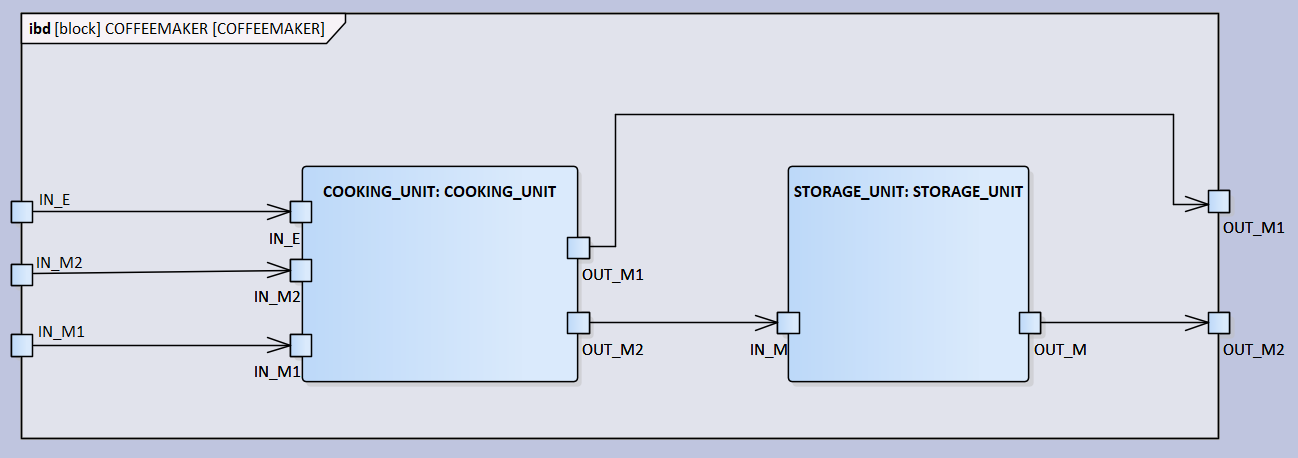 ibd [block] COFFEEMAKER [COFFEEMAKER]
COOKING_UNIT: COOKING_UNIT
STORAGE_UNIT: STORAGE_UNIT
IN_E
OUT_M1
IN_E
IN_M2
OUT_M1
IN_M2
IN_M1
OUT_M2
IN_M
OUT_M
OUT_M2
IN_M1